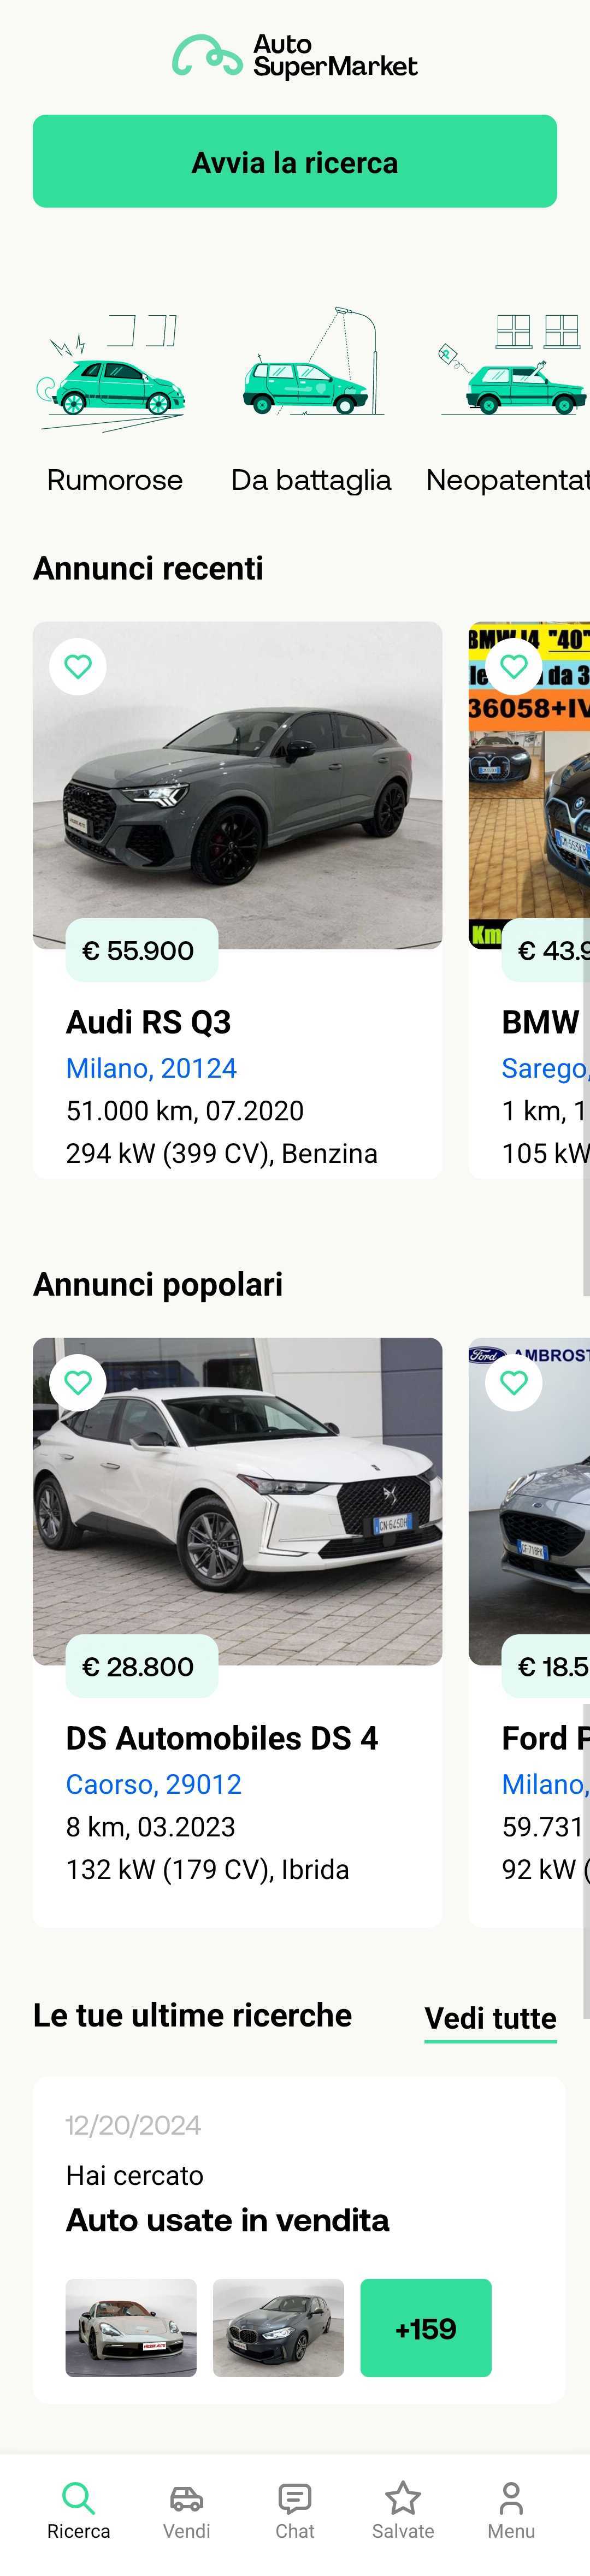 Auto
SuperMarket
Avvia la ricerca
Rumorose
Da battaglia
Neopatentat
Annunci recenti
BMW I4 "40"
da 3
36058+IV
Km
€ 55.900
€ 43.9
Audi RS Q3
BMW
Milano, 20124
Sarego,
51.000 km, 07.2020
1 km, 1
294 kW (399 CV), Benzina
105 kW
Annunci popolari
Ford AMBROST
GN 645DH
€ 28.800
€ 18.5
DS Automobiles DS 4
Ford P
Caorso, 29012
Milano,
8 km, 03.2023
59.731
132 kW (179 CV), Ibrida
92 kW (
Le tue ultime ricerche
Vedi tutte
12/20/2024
Hai cercato
Auto usate in vendita
+159
Ricerca
Vendi
Chat
Salvate
Menu